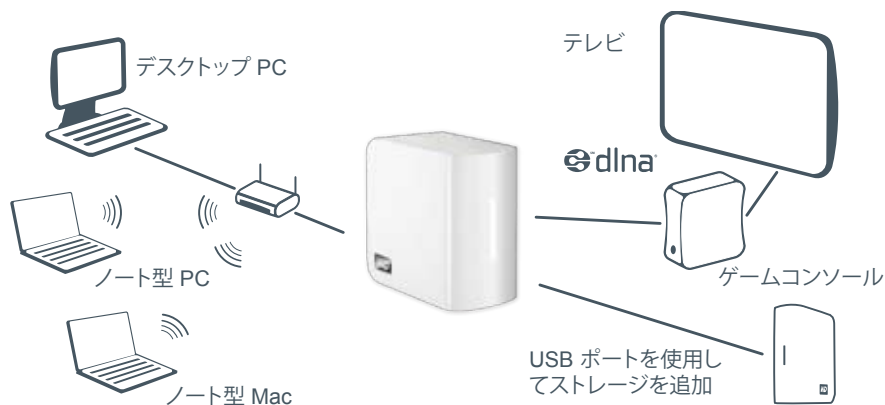 デスクトップ PC
テレビ
dlna
ノート型 PC
ゲームコンソール
ノート型 Mac
USB ポートを使用し
てストレージを追加